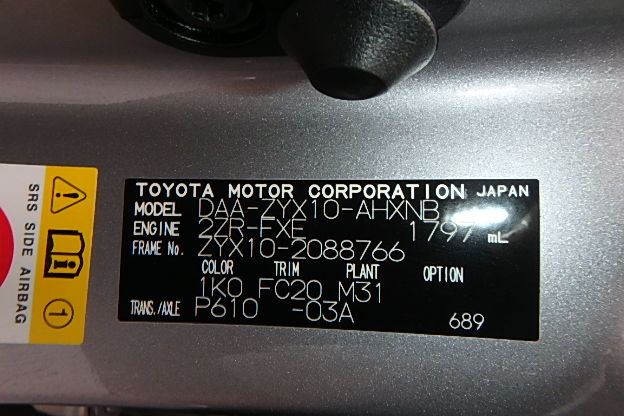 TOYOTA MOTOR CORPORATION JAPAN
MODEL DAA-ZYX10-AHXNB
ENGINE 2ZR-FXE 1797 mL
FRAME No. ZYX10-2088766
COLOR TRIM PLANT OPTION
1K0 FC20 M31
TRANS./AXLE P610 -03A
689
SRS SIDE AIRBAG
1